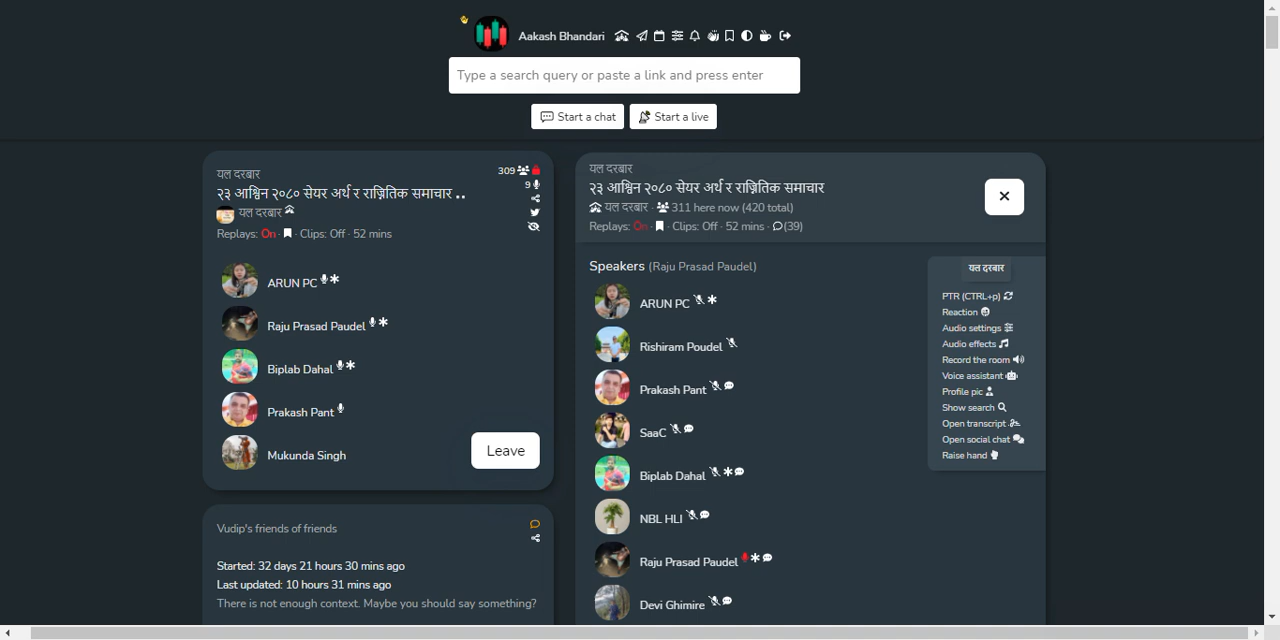 Aakash Bhandari
Type a search query or paste a link and press enter
Start a chat
Start a live
यल दरबार
309
२३ आश्विन २०८० सेयर अर्थ र राज्नितिक समाचार ..
9
यल दरबार
Replays: On · · Clips: Off · 52 mins
ARUN PC
Raju Prasad Paudel
Biplab Dahal
Prakash Pant
Mukunda Singh
Leave
Vudip's friends of friends
Started: 32 days 21 hours 30 mins ago
Last updated: 10 hours 31 mins ago
There is not enough context. Maybe you should say something?
यल दरबार
२३ आश्विन २०८० सेयर अर्थ र राज्नितिक समाचार
यल दरबार · 311 here now (420 total)
Replays: On · · Clips: Off · 52 mins · (39)
Speakers (Raju Prasad Paudel)
ARUN PC
Rishiram Poudel
Prakash Pant
SaaC
Biplab Dahal
NBL HLI
Raju Prasad Paudel
Devi Ghimire
यल दरबार
PTR (CTRL+p)
Reaction
Audio settings
Audio effects
Record the room
Voice assistant
Profile pic
Show search
Open transcript
Open social chat
Raise hand